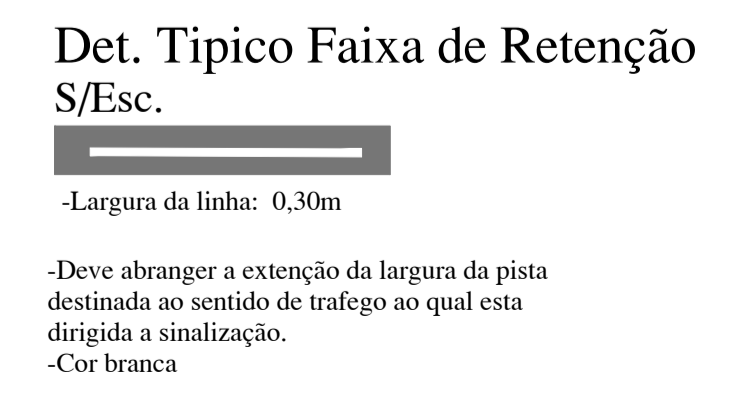 Det. Tipico Faixa de Retenção
S/Esc.
-Largura da linha: 0,30m
-Deve abranger a extenção da largura da pista
destinada ao sentido de trafego ao qual esta
dirigida a sinalização.
-Cor branca